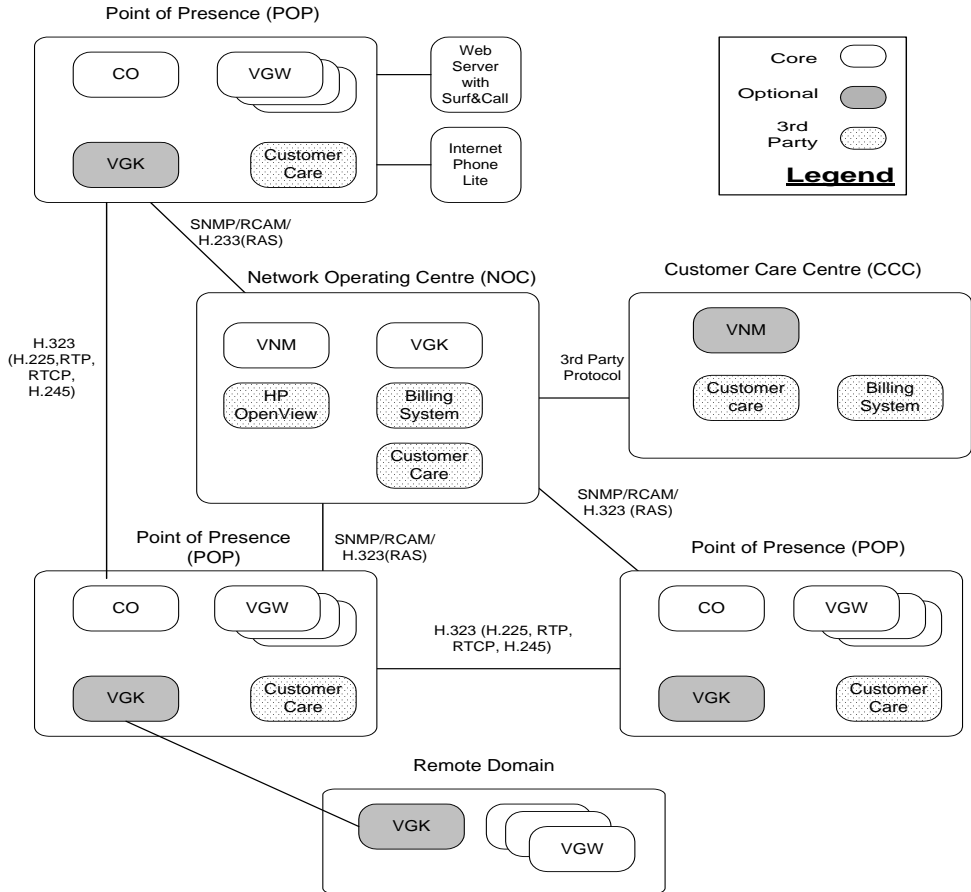 Point of Presence (POP)
CO
VGW
VGK
Customer
Care
Web
Server
with
Surf&Call
Internet
Phone
Lite
Core
Optional
3rd
Party
Legend
SNMP/RCAM/
H.233(RAS)
H.323
(H.225,RTP,
RTCP,
H.245)
Network Operating Centre (NOC)
VNM
VGK
HP
OpenView
Billing
System
Customer
Care
3rd Party
Protocol
Customer Care Centre (CCC)
VNM
Customer
care
Billing
System
SNMP/RCAM/
H.323(RAS)
SNMP/RCAM/
H.323 (RAS)
Point of Presence
(POP)
CO
VGW
VGK
Customer
Care
H.323 (H.225, RTP,
RTCP, H.245)
Point of Presence (POP)
CO
VGW
VGK
Customer
Care
Remote Domain
VGK
VGW